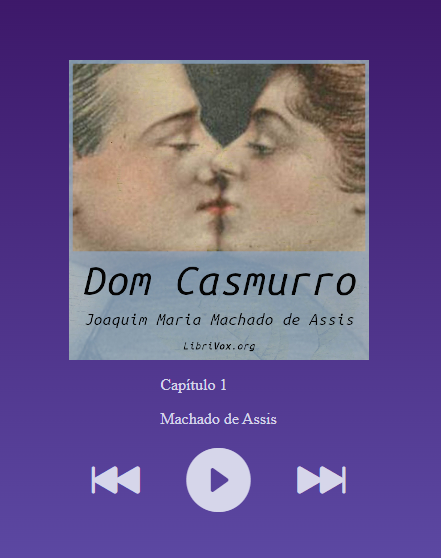 Dom Casmurro
Joaquim Maria Machado de Assis
LibriVox.org
Capítulo 1
Machado de Assis